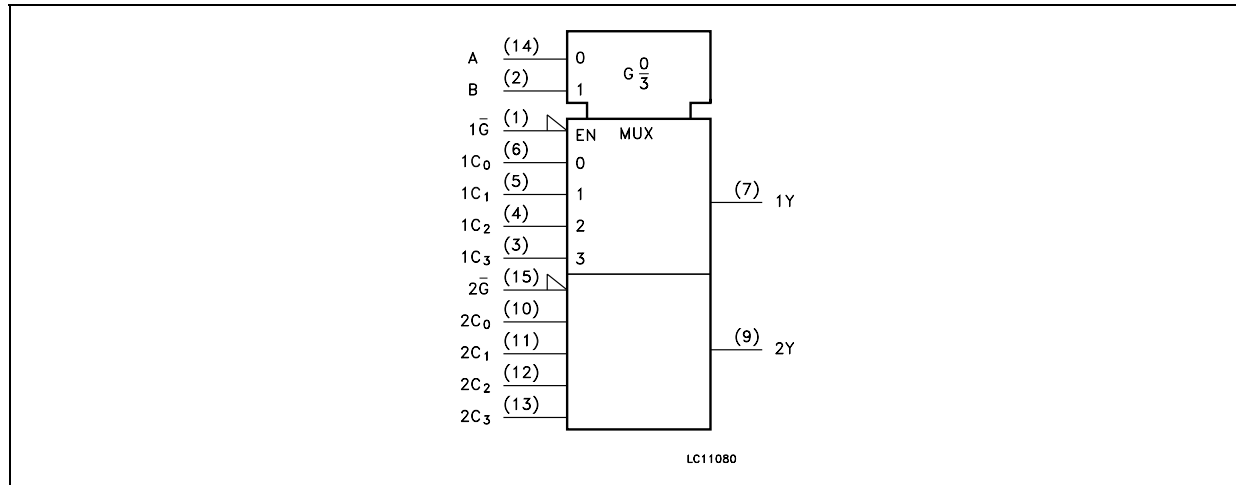 A (14) 0
G 0/3
B (2) 1
1G̅ (1) EN MUX
1C₀ (6) 0
1C₁ (5) 1
(7) 1Y
1C₂ (4) 2
1C₃ (3) 3
2G̅ (15)
2C₀ (10)
2C₁ (11)
(9) 2Y
2C₂ (12)
2C₃ (13)
LC11080